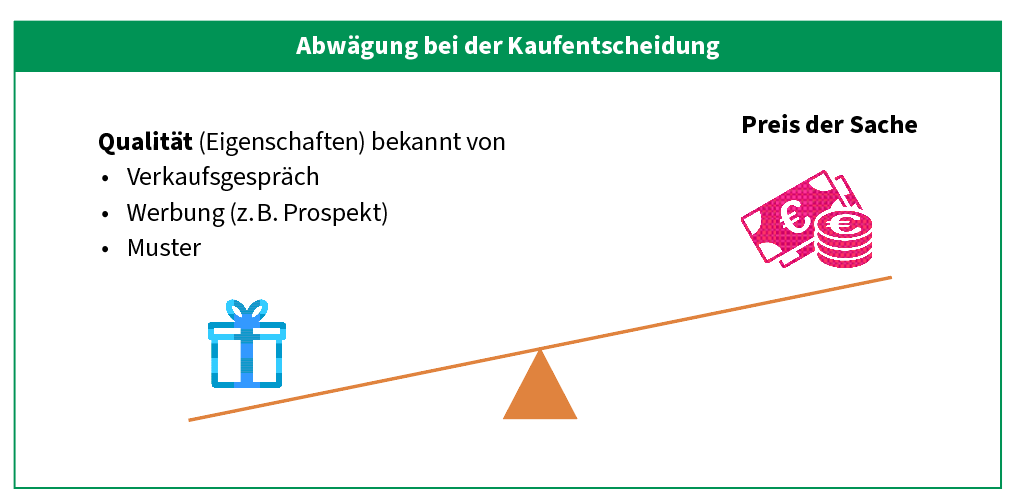 Abwägung bei der Kaufentscheidung
Qualität (Eigenschaften) bekannt von
• Verkaufsgespräch
• Werbung (z. B. Prospekt)
• Muster
Preis der Sache
€
€